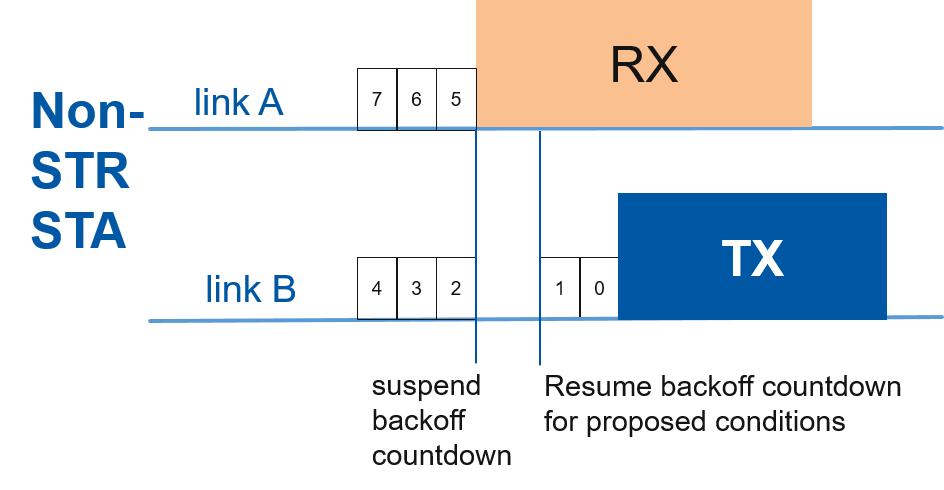 Non-
STR
STA
link A
7 6 5
RX
link B
4 3 2
1 0
TX
suspend
backoff
countdown
Resume backoff countdown
for proposed conditions